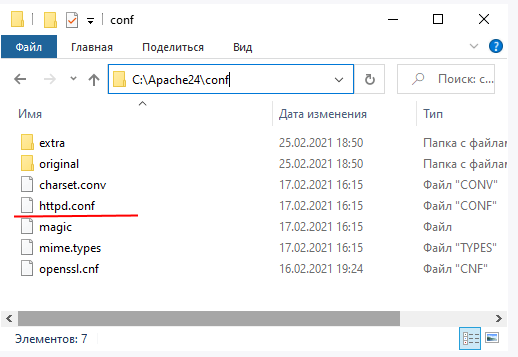 conf
Файл Главная Поделиться Вид
C:\Apache24\conf Поиск: с...
Имя Дата изменения Тип
extra 25.02.2021 18:50 Папка с файлам
original 25.02.2021 18:50 Папка с файлам
charset.conv 17.02.2021 16:15 Файл "CONV"
httpd.conf 17.02.2021 16:15 Файл "CONF"
magic 17.02.2021 16:15 Файл
mime.types 17.02.2021 16:15 Файл "TYPES"
openssl.cnf 16.02.2021 19:24 Файл "CNF"
Элементов: 7